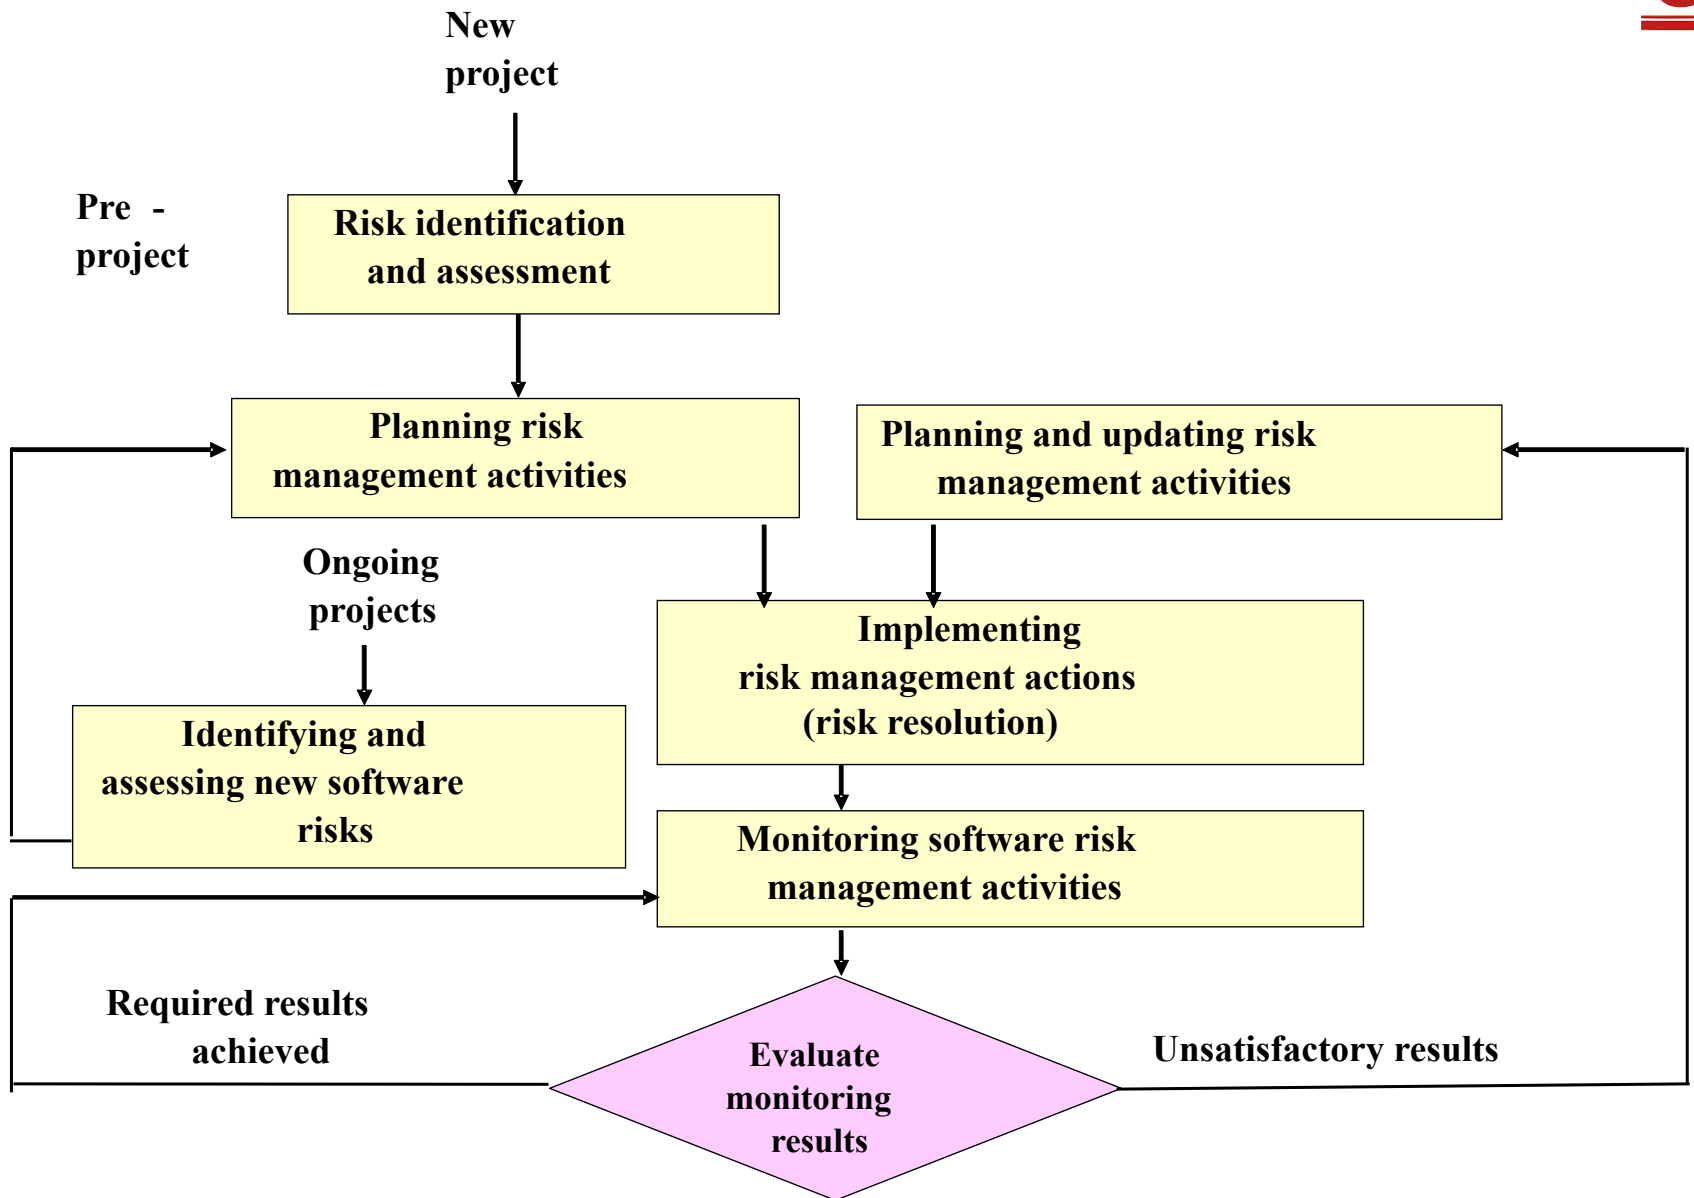 New
project
Pre -
project
Risk identification
and assessment
Planning risk
management activities
Planning and updating risk
management activities
Ongoing
projects
Implementing
risk management actions
(risk resolution)
Identifying and
assessing new software
risks
Monitoring software risk
management activities
Required results
achieved
Evaluate
monitoring
results
Unsatisfactory results